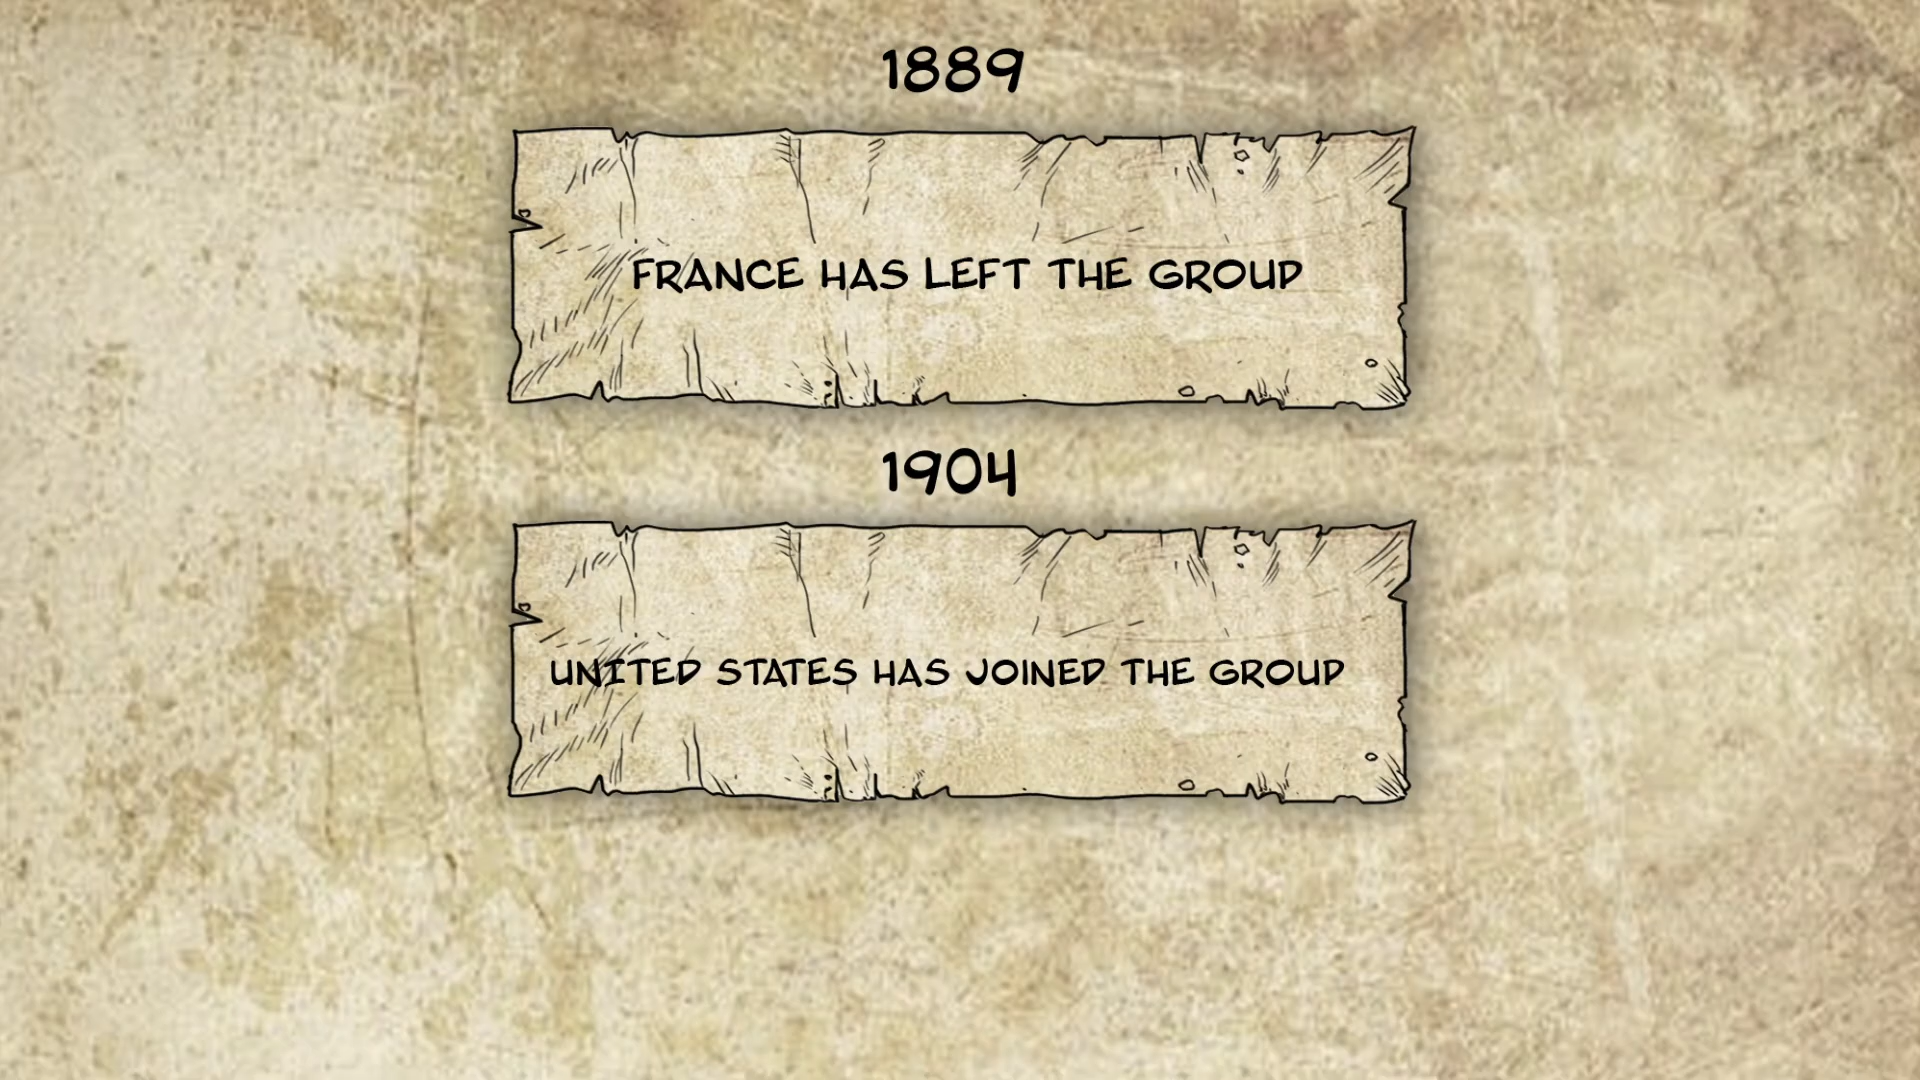 1889
FRANCE HAS LEFT THE GROUP
1904
UNITED STATES HAS JOINED THE GROUP